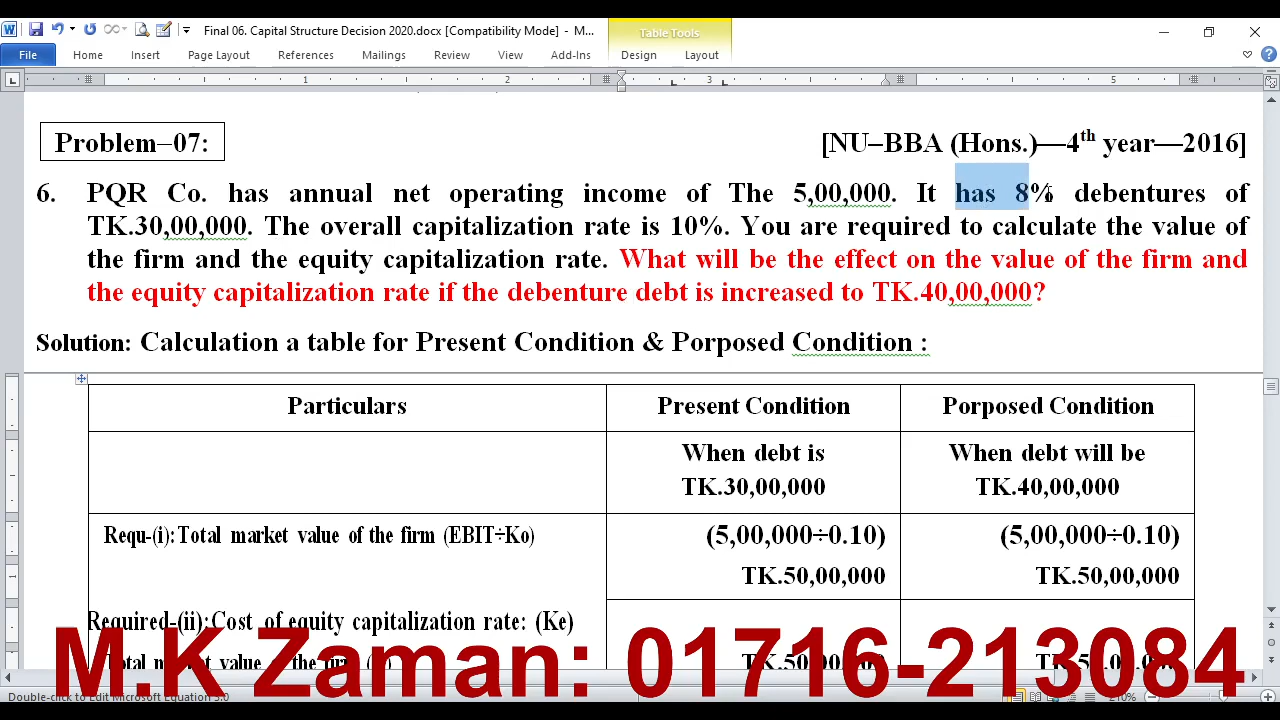 Final 06. Capital Structure Decision 2020.docx [Compatibility Mode] - M...
Table Tools
File Home Insert Page Layout References Mailings Review View Add-Ins Design Layout
1 2 3 5
Problem–07: [NU–BBA (Hons.)—4th year—2016]
6. PQR Co. has annual net operating income of The 5,00,000. It has 8% debentures of
TK.30,00,000. The overall capitalization rate is 10%. You are required to calculate the value of
the firm and the equity capitalization rate. What will be the effect on the value of the firm and
the equity capitalization rate if the debenture debt is increased to TK.40,00,000?
Solution: Calculation a table for Present Condition & Porposed Condition :
Particulars Present Condition Porposed Condition
When debt is When debt will be
TK.30,00,000 TK.40,00,000
Requ-(i):Total market value of the firm (EBIT÷Ko) (5,00,000÷0.10) (5,00,000÷0.10)
TK.50,00,000 TK.50,00,000
Required-(ii):Cost of equity capitalization rate: (Ke)
M.K Zaman: 01716-213084
Double-click to Edit Microsoft Equation 3.0
210%